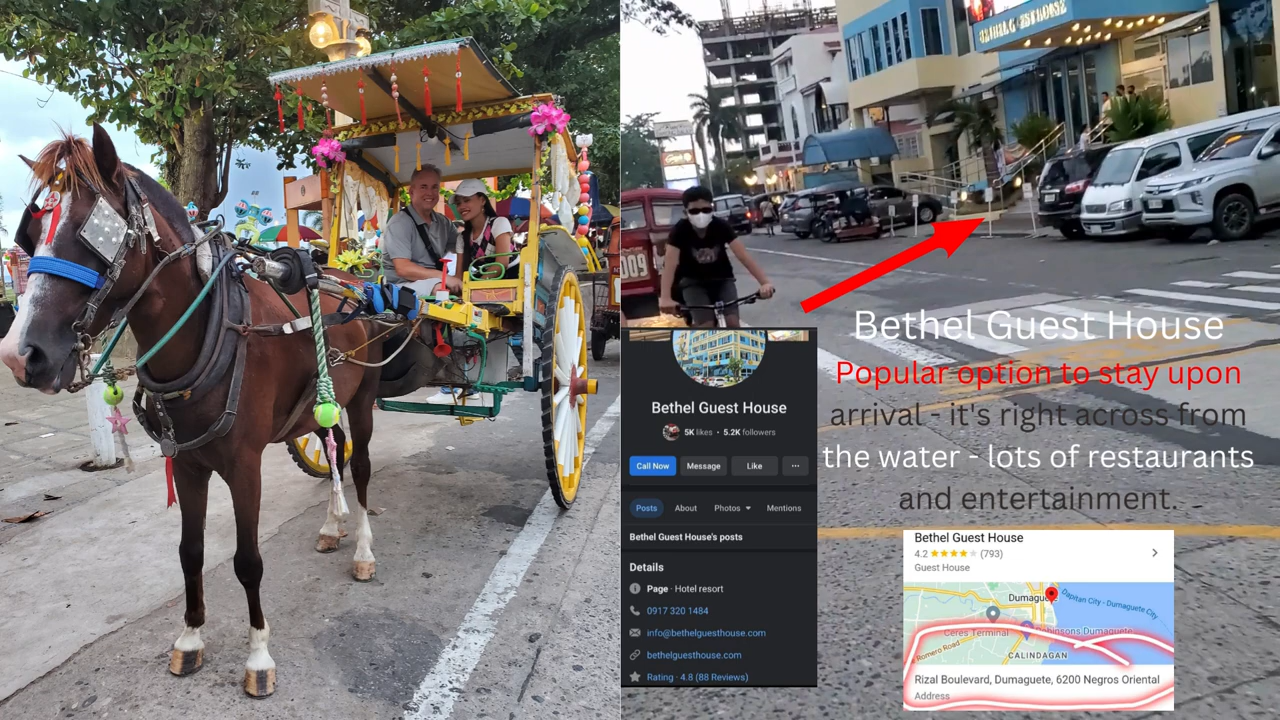 BETHEL GUEST HOUSE
009
Bethel Guest House
Popular option to stay upon
arrival - it's right across from
the water - lots of restaurants
and entertainment.
Bethel Guest House
5K likes • 5.2K followers
Call Now
Message
Like
Posts
About
Photos
Mentions
Bethel Guest House's posts
Details
Page · Hotel resort
0917 320 1484
info@bethelguesthouse.com
bethelguesthouse.com
Rating · 4.8 (88 Reviews)
Bethel Guest House
4.2 (793)
Guest House
Dumaguete
Dapitan City - Dumaguete City
Ceres Terminal
Robinsons Dumaguete
N Romero Road
CALINDAGAN
Rizal Boulevard, Dumaguete, 6200 Negros Oriental
Address